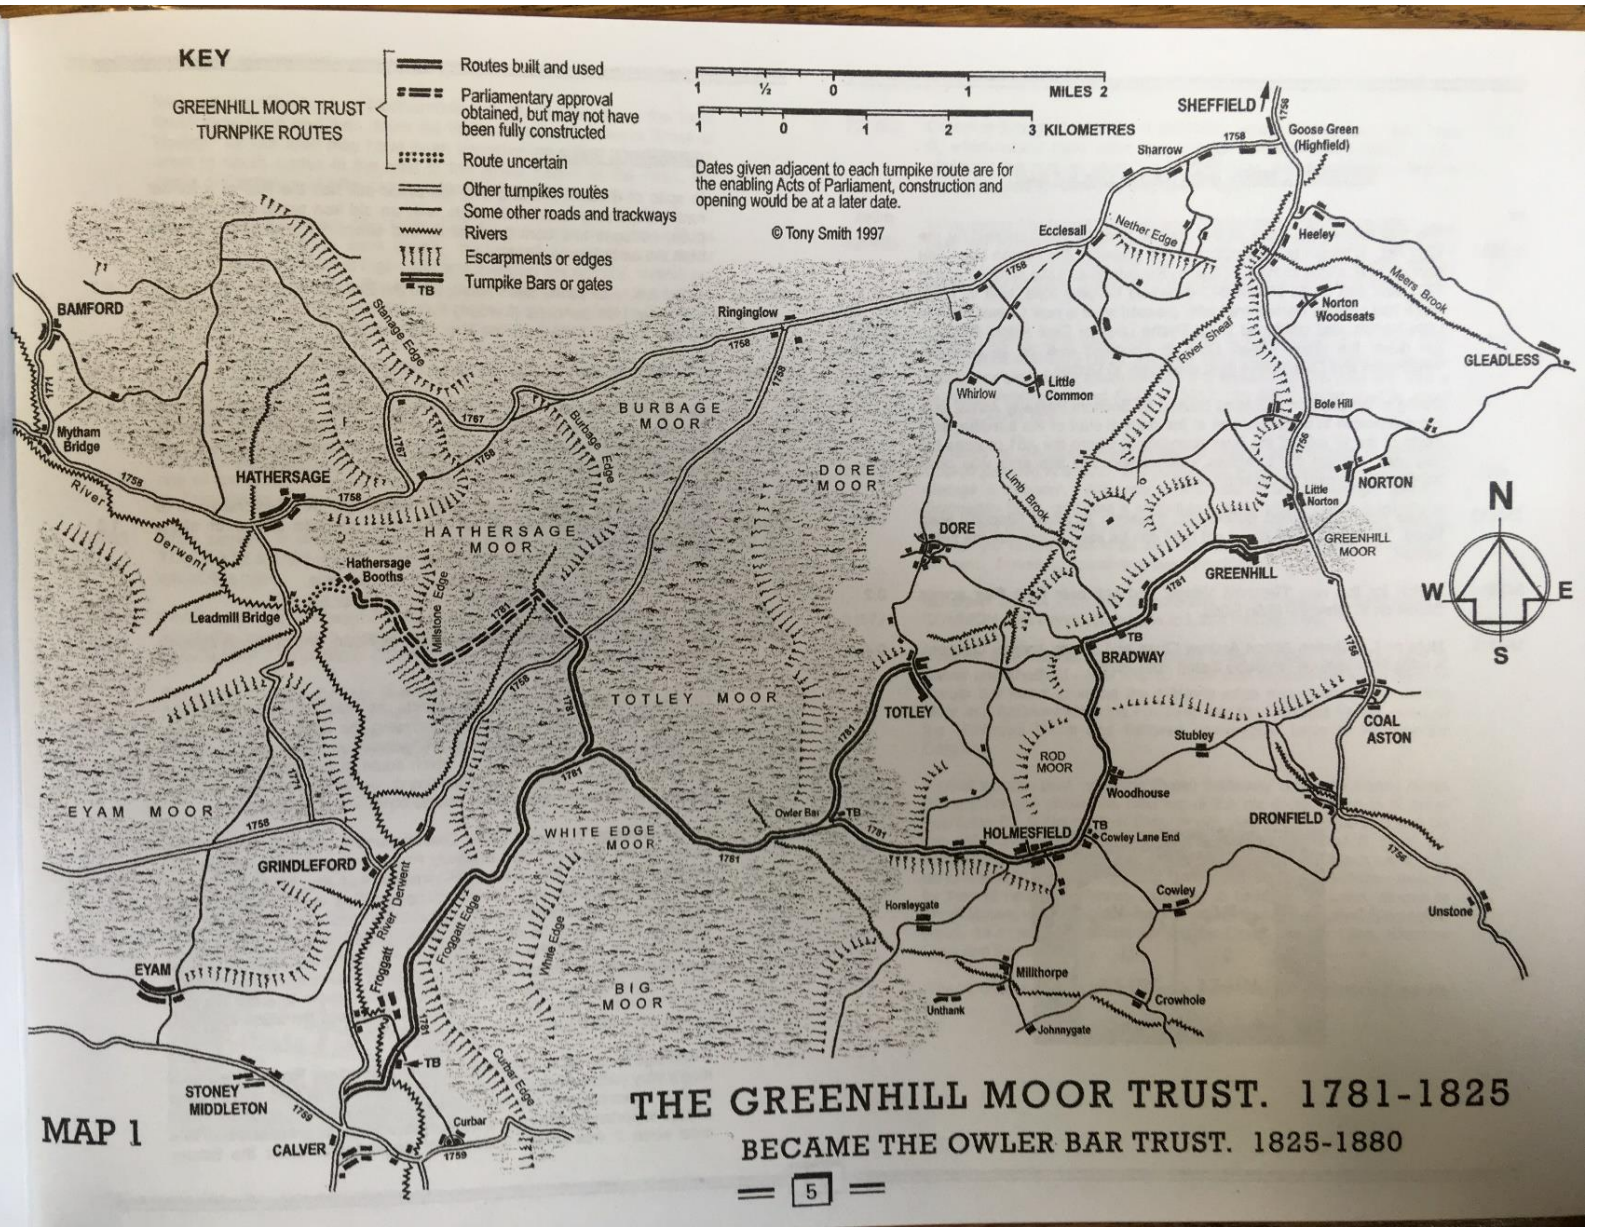 KEY
GREENHILL MOOR TRUST
TURNPIKE ROUTES
Routes built and used
Parliamentary approval
obtained, but may not have
been fully constructed
Route uncertain
Other turnpikes routes
Some other roads and trackways
Rivers
Escarpments or edges
TB
Turnpike Bars or gates
1 ½ 0 1 MILES 2
1 0 1 2 3 KILOMETRES
Dates given adjacent to each turnpike route are for
the enabling Acts of Parliament, construction and
opening would be at a later date.
© Tony Smith 1997
SHEFFIELD
1756
Goose Green
(Highfield)
1758
Sharrow
Ecclesall
Nether Edge
Heeley
Meers Brook
1758
Norton
Woodseats
River Sheaf
GLEADLESS
BAMFORD
Stanage Edge
Ringinglow
1758
1758
1771
Whirlow
Little
Common
Bole Hill
BURBAGE
MOOR
1767
1767
Burbage Edge
1758
Mytham
Bridge
1756
DORE
MOOR
Limb Brook
HATHERSAGE
1758
1758
NORTON
Little
Norton
N
River
Derwent
HATHERSAGE
MOOR
DORE
GREENHILL
MOOR
Hathersage
Booths
GREENHILL
1781
W
E
S
Leadmill Bridge
Millstone Edge
1781
TB
BRADWAY
1756
1758
1781
TOTLEY MOOR
TOTLEY
1781
COAL
ASTON
Stubley
ROD
MOOR
1771
1781
Woodhouse
EYAM MOOR
1758
Owler Bar
TB
1781
HOLMESFIELD
TB
Cowley Lane End
DRONFIELD
WHITE EDGE
MOOR
1781
1756
GRINDLEFORD
River Derwent
Froggatt Edge
Cowley
Horsleygate
Unstone
White Edge
EYAM
Froggatt
BIG
MOOR
Millthorpe
Unthank
Crowhole
Johnnygate
1781
TB
Curbar Edge
STONEY
MIDDLETON
1759
Curbar
CALVER
1759
MAP 1
THE GREENHILL MOOR TRUST. 1781-1825
BECAME THE OWLER BAR TRUST. 1825-1880
5